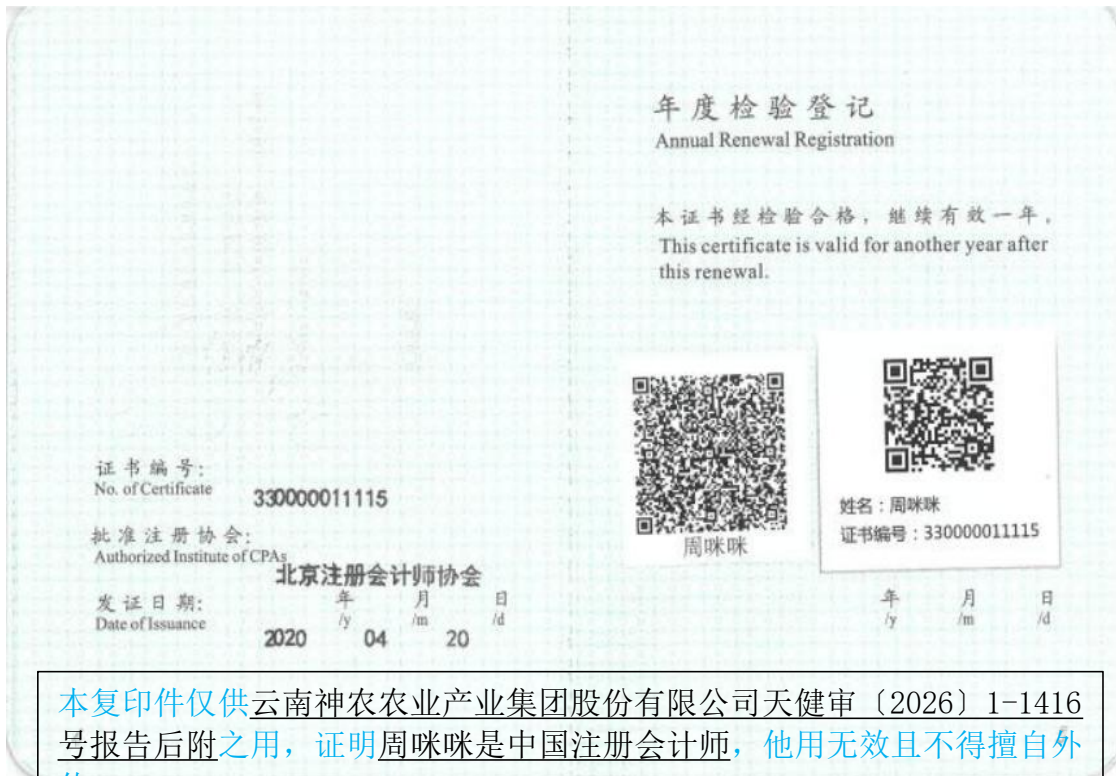 年度检验登记
Annual Renewal Registration
本证书经检验合格，继续有效一年。
This certificate is valid for another year after
this renewal.
证书编号:
No. of Certificate
330000011115
批准注册协会:
Authorized Institute of CPAs
北京注册会计师协会
发证日期:
Date of Issuance
年 月 日
/y /m /d
2020 04 20
周咪咪
姓名：周咪咪
证书编号：330000011115
年 月 日
/y /m /d
本复印件仅供云南神农农业产业集团股份有限公司天健审〔2026〕1-1416
号报告后附之用，证明周咪咪是中国注册会计师，他用无效且不得擅自外